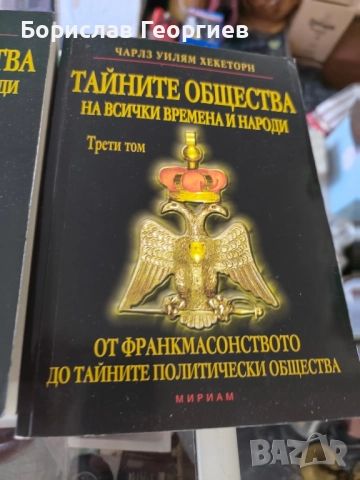 Борислав Георгиев
ЧАРЛЗ УИЛЯМ ХЕКЕТОРН
ТАЙНИТЕ ОБЩЕСТВА
НА ВСИЧКИ ВРЕМЕНА И НАРОДИ
Трети том
ОТ ФРАНКМАСОНСТВОТО
ДО ТАЙНИТЕ ПОЛИТИЧЕСКИ ОБЩЕСТВА
МИРИАМ
ТВА
ДИ
BAZAR